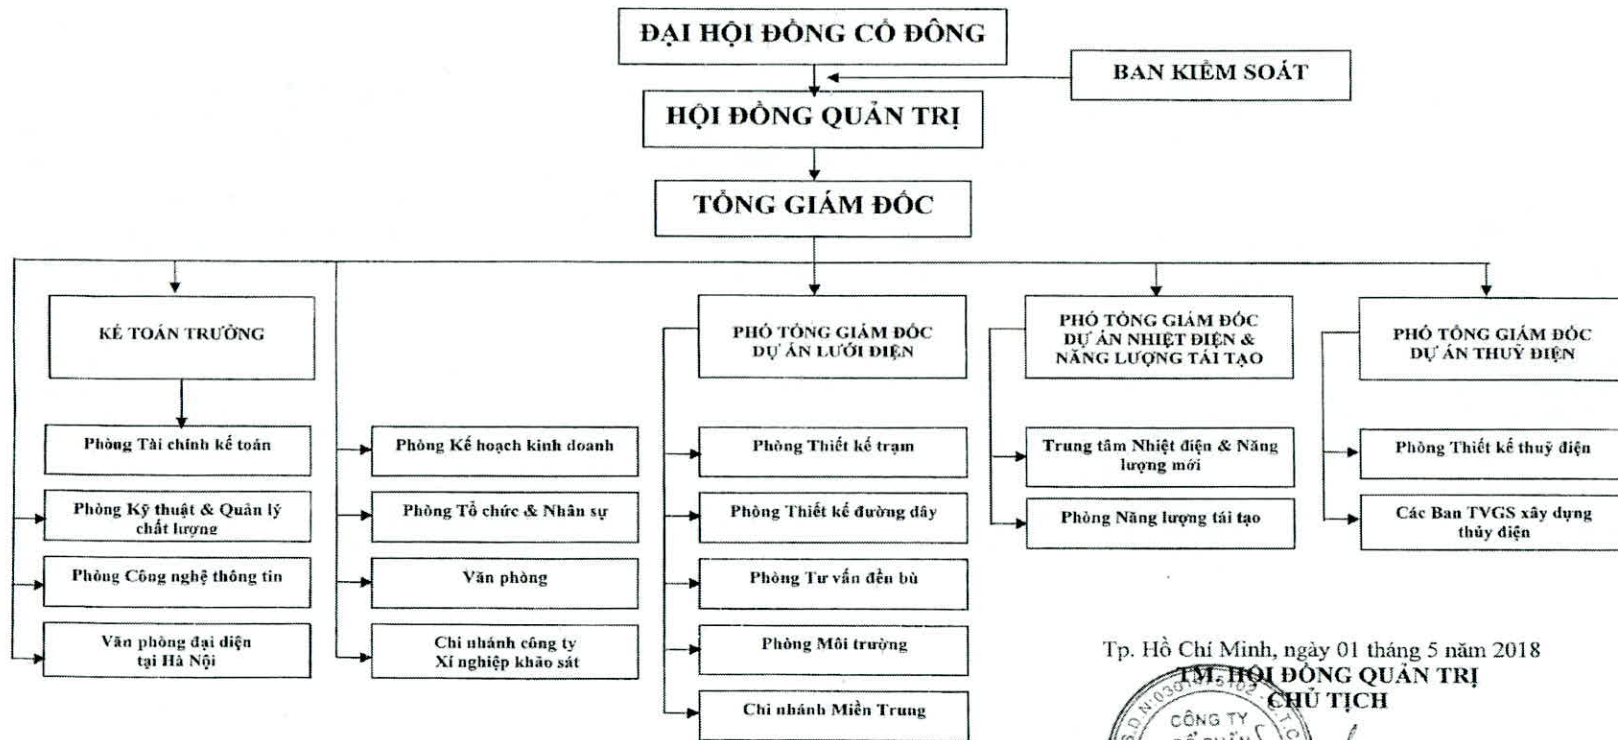 ĐẠI HỘI ĐỒNG CỔ ĐÔNG
BAN KIỂM SOÁT
HỘI ĐỒNG QUẢN TRỊ
TỔNG GIÁM ĐỐC
KẾ TOÁN TRƯỞNG
PHÓ TỔNG GIÁM ĐỐC
DỰ ÁN LƯỚI ĐIỆN
PHÓ TỔNG GIÁM ĐỐC
DỰ ÁN NHIỆT ĐIỆN &
NĂNG LƯỢNG TÁI TẠO
PHÓ TỔNG GIÁM ĐỐC
DỰ ÁN THUỶ ĐIỆN
Phòng Tài chính kế toán
Phòng Kỹ thuật & Quản lý
chất lượng
Phòng Công nghệ thông tin
Văn phòng đại diện
tại Hà Nội
Phòng Kế hoạch kinh doanh
Phòng Tổ chức & Nhân sự
Văn phòng
Chi nhánh công ty
Xí nghiệp khảo sát
Phòng Thiết kế trạm
Phòng Thiết kế đường dây
Phòng Tư vấn đền bù
Phòng Môi trường
Chi nhánh Miền Trung
Trung tâm Nhiệt điện & Năng
lượng mới
Phòng Năng lượng tái tạo
Phòng Thiết kế thuỷ điện
Các Ban TVGS xây dựng
thủy điện
Tp. Hồ Chí Minh, ngày 01 tháng 5 năm 2018
TM. HỘI ĐỒNG QUẢN TRỊ
CHỦ TỊCH
CÔNG TY